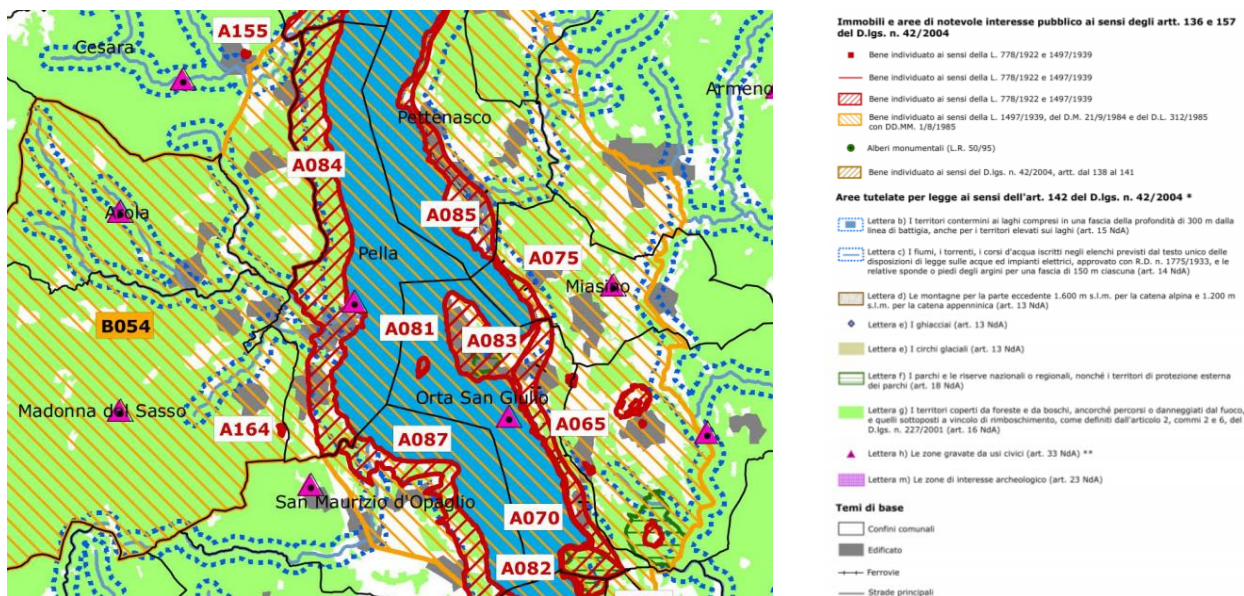 A155
Cesara
Armeno
Pettenasco
A084
Arola
A085
Pella
A075
Miasino
B054
A081
A083
Orta San Giulio
Madonna del Sasso
A164
A065
A087
San Maurizio d'Opaglio
A070
A082
Immobili e aree di notevole interesse pubblico ai sensi degli artt. 136 e 157
del D.lgs. n. 42/2004
Bene individuato ai sensi della L. 778/1922 e 1497/1939
Bene individuato ai sensi della L. 778/1922 e 1497/1939
Bene individuato ai sensi della L. 778/1922 e 1497/1939
Bene individuato ai sensi della L. 1497/1939, del D.M. 21/9/1984 e del D.L. 312/1985
con DD.MM. 1/8/1985
Alberi monumentali (L.R. 50/95)
Bene individuato ai sensi del D.lgs. n. 42/2004, artt. dal 138 al 141
Aree tutelate per legge ai sensi dell'art. 142 del D.lgs. n. 42/2004 *
Lettera b) I territori contermini ai laghi compresi in una fascia della profondità di 300 m dalla
linea di battigia, anche per i territori elevati sui laghi (art. 15 NdA)
Lettera c) I fiumi, i torrenti, i corsi d'acqua iscritti negli elenchi previsti dal testo unico delle
disposizioni di legge sulle acque ed impianti elettrici, approvato con R.D. n. 1775/1933, e le
relative sponde o piedi degli argini per una fascia di 150 m ciascuna (art. 14 NdA)
Lettera d) Le montagne per la parte eccedente 1.600 m s.l.m. per la catena alpina e 1.200 m
s.l.m. per la catena appenninica (art. 13 NdA)
Lettera e) I ghiacciai (art. 13 NdA)
Lettera e) I circhi glaciali (art. 13 NdA)
Lettera f) I parchi e le riserve nazionali o regionali, nonché i territori di protezione esterna
dei parchi (art. 18 NdA)
Lettera g) I territori coperti da foreste e da boschi, ancorché percorsi o danneggiati dal fuoco,
e quelli sottoposti a vincolo di rimboschimento, come definiti dall'articolo 2, commi 2 e 6, del
D.lgs. n. 227/2001 (art. 16 NdA)
Lettera h) Le zone gravate da usi civici (art. 33 NdA) **
Lettera m) Le zone di interesse archeologico (art. 23 NdA)
Temi di base
Confini comunali
Edificato
Ferrovie
Strade principali